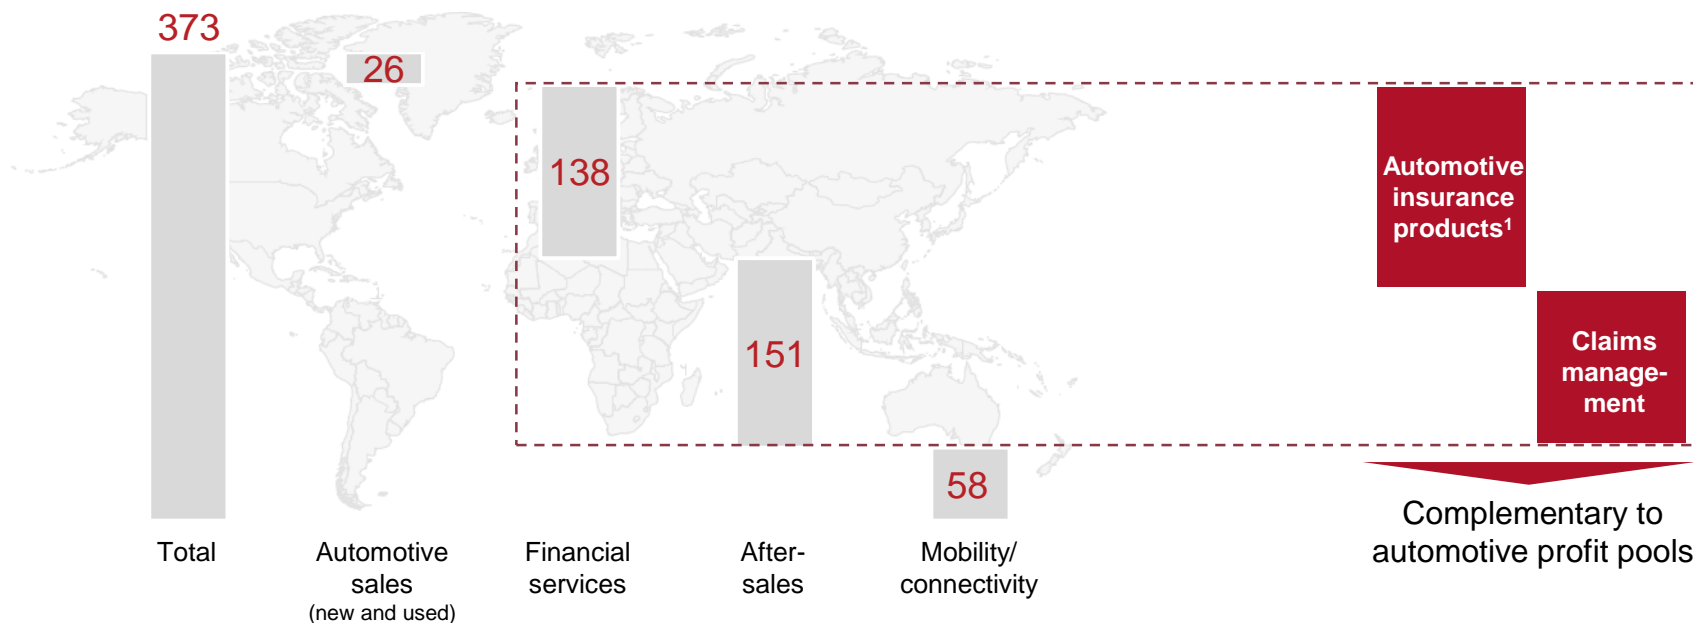 373
26
138
151
58
Automotive
insurance
products¹
Claims
manage-
ment
Total
Automotive
sales
(new and used)
Financial
services
After-
sales
Mobility/
connectivity
Complementary to
automotive profit pools